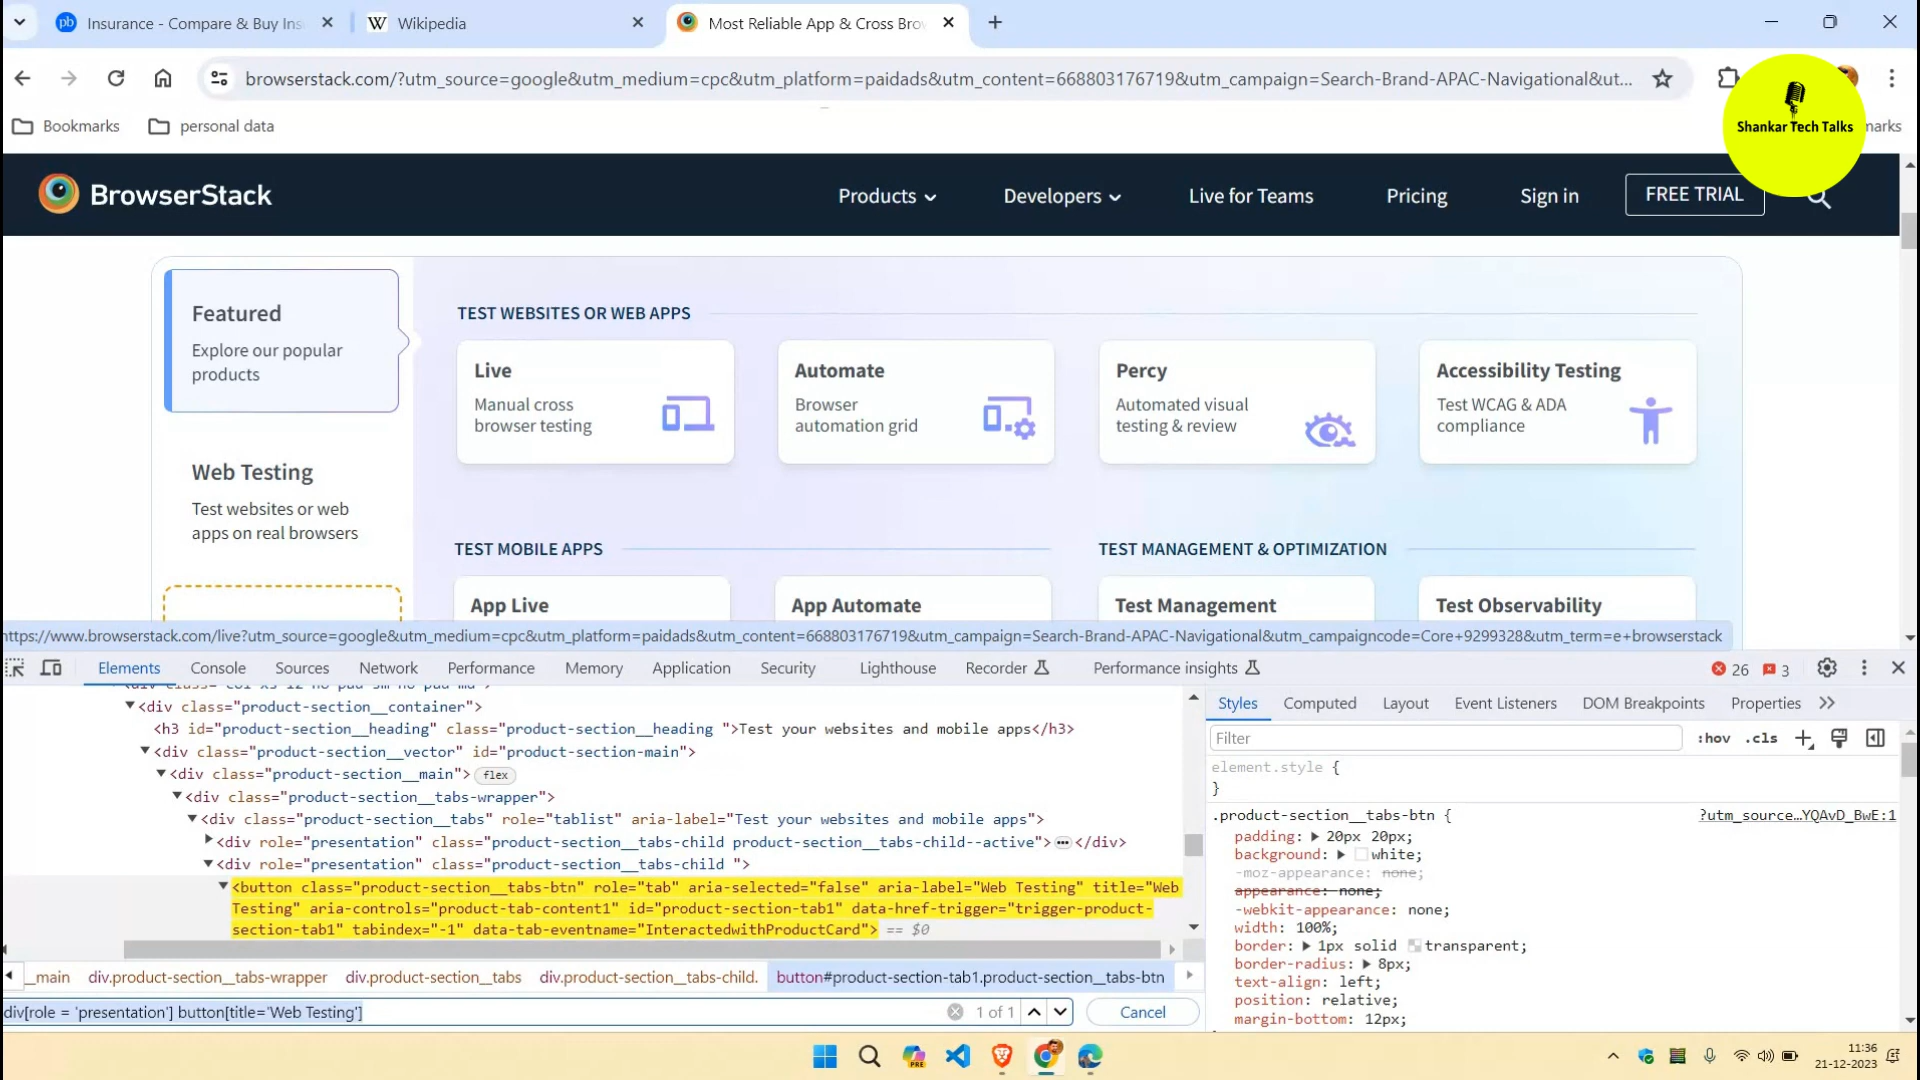 Insurance - Compare & Buy Ins
Wikipedia
Most Reliable App & Cross Brow
browserstack.com/?utm_source=google&utm_medium=cpc&utm_platform=paidads&utm_content=668803176719&utm_campaign=Search-Brand-APAC-Navigational&ut...
Bookmarks
personal data
Shankar Tech Talks
BrowserStack
Products
Developers
Live for Teams
Pricing
Sign in
FREE TRIAL
Featured
Explore our popular
products
Web Testing
Test websites or web
apps on real browsers
TEST WEBSITES OR WEB APPS
Live
Manual cross
browser testing
Automate
Browser
automation grid
Percy
Automated visual
testing & review
Accessibility Testing
Test WCAG & ADA
compliance
TEST MOBILE APPS
App Live
App Automate
TEST MANAGEMENT & OPTIMIZATION
Test Management
Test Observability
https://www.browserstack.com/live?utm_source=google&utm_medium=cpc&utm_platform=paidads&utm_content=668803176719&utm_campaign=Search-Brand-APAC-Navigational&utm_campaigncode=Core+9299328&utm_term=e+browserstack
Elements Console Sources Network Performance Memory Application Security Lighthouse Recorder Performance insights 26 3
<div class="product-section__container">
<h3 id="product-section__heading" class="product-section__heading ">Test your websites and mobile apps</h3>
<div class="product-section__vector" id="product-section-main">
<div class="product-section__main"> flex
<div class="product-section__tabs-wrapper">
<div class="product-section__tabs" role="tablist" aria-label="Test your websites and mobile apps">
<div role="presentation" class="product-section__tabs-child product-section__tabs-child--active">…</div>
<div role="presentation" class="product-section__tabs-child ">
<button class="product-section__tabs-btn" role="tab" aria-selected="false" aria-label="Web Testing" title="Web
Testing" aria-controls="product-tab-content1" id="product-section-tab1" data-href-trigger="trigger-product-
section-tab1" tabindex="-1" data-tab-eventname="InteractedwithProductCard"> == $0
__main div.product-section__tabs-wrapper div.product-section__tabs div.product-section__tabs-child. button#product-section-tab1.product-section__tabs-btn
div[role = 'presentation'] button[title='Web Testing']
1 of 1
Cancel
Styles Computed Layout Event Listeners DOM Breakpoints Properties
Filter
:hov .cls
element.style {
}
.product-section__tabs-btn {
?utm_source…YQAvD_BwE:1
padding: 20px 20px;
background: white;
-moz-appearance: none;
appearance: none;
-webkit-appearance: none;
width: 100%;
border: 1px solid transparent;
border-radius: 8px;
text-align: left;
position: relative;
margin-bottom: 12px;
PRE
11:36
21-12-2023